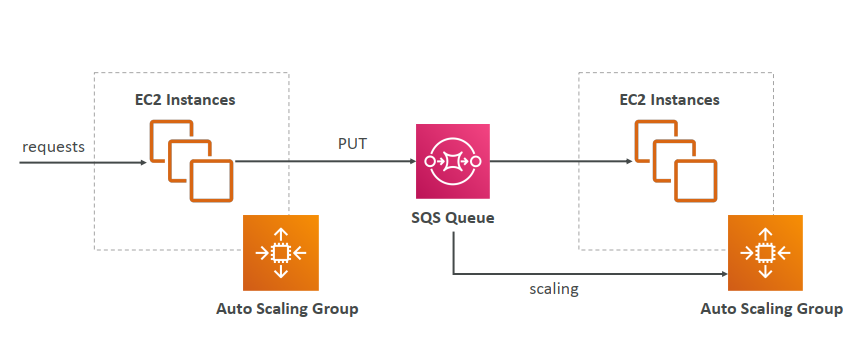 EC2 Instances
EC2 Instances
requests
PUT
SQS Queue
scaling
Auto Scaling Group
Auto Scaling Group